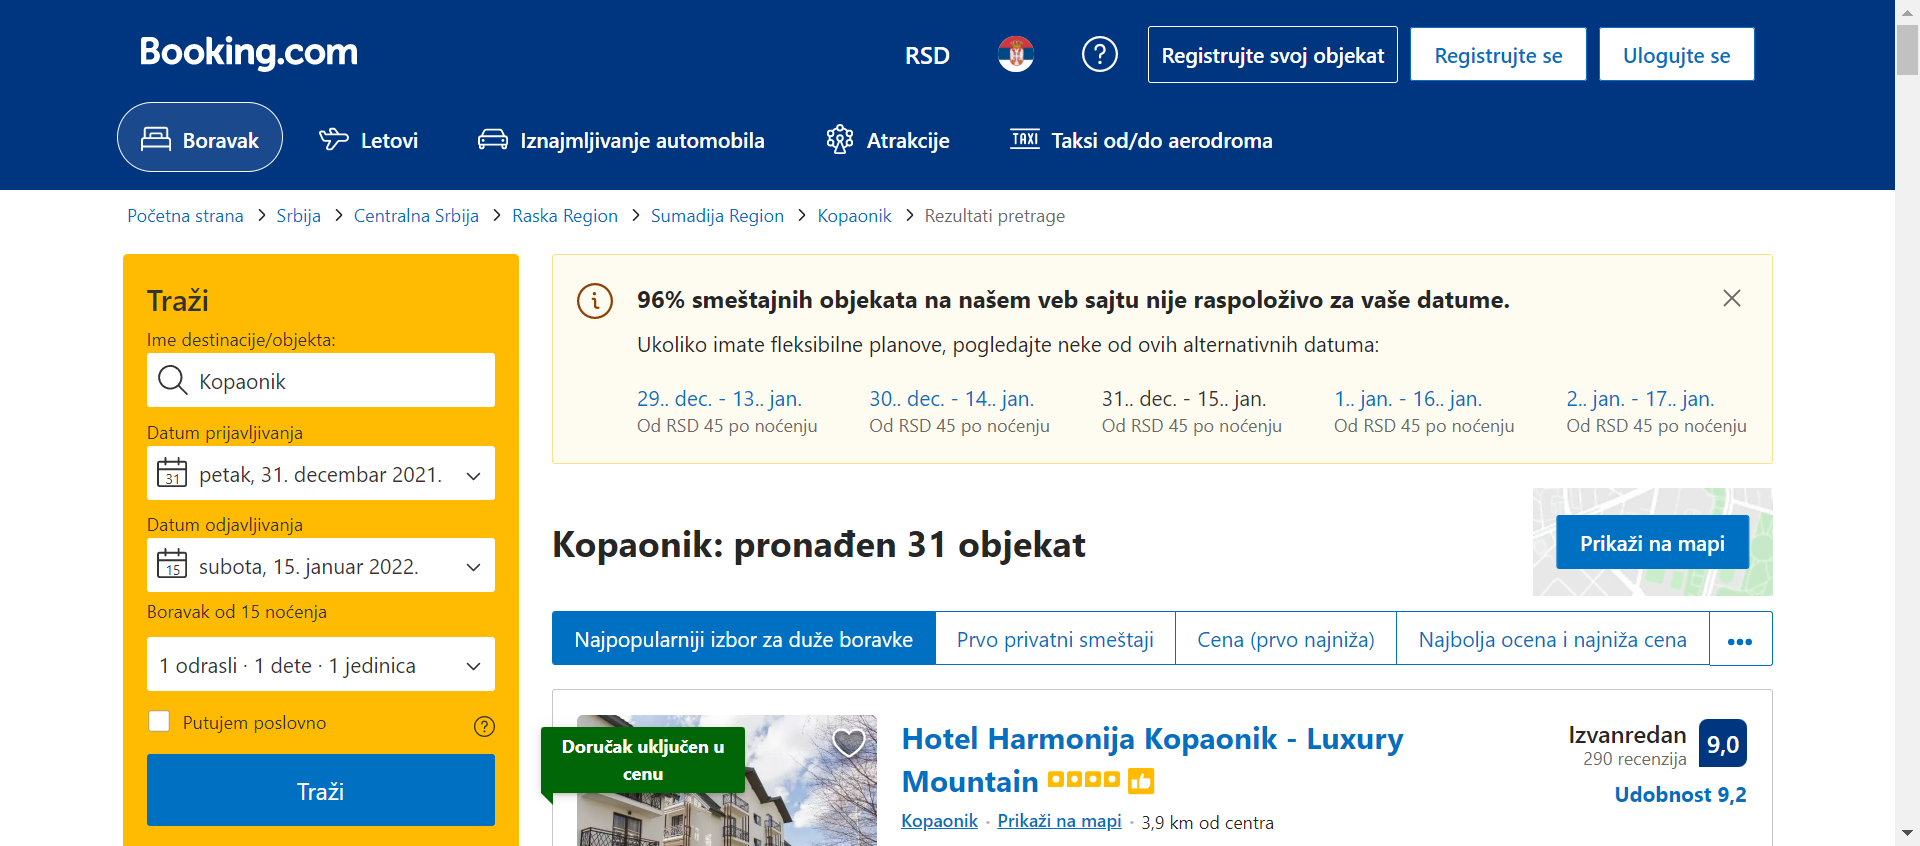 Booking.com
RSD
Registrujte svoj objekat
Registrujte se
Ulogujte se
Boravak
Letovi
Iznajmljivanje automobila
Atrakcije
TAXI Taksi od/do aerodroma
Početna strana > Srbija > Centralna Srbija > Raska Region > Sumadija Region > Kopaonik > Rezultati pretrage
Traži
Ime destinacije/objekta:
Kopaonik
Datum prijavljivanja
31 petak, 31. decembar 2021.
Datum odjavljivanja
15 subota, 15. januar 2022.
Boravak od 15 noćenja
1 odrasli · 1 dete · 1 jedinica
Putujem poslovno
Traži
96% smeštajnih objekata na našem veb sajtu nije raspoloživo za vaše datume.
Ukoliko imate fleksibilne planove, pogledajte neke od ovih alternativnih datuma:
29.. dec. - 13.. jan.
Od RSD 45 po noćenju
30.. dec. - 14.. jan.
Od RSD 45 po noćenju
31.. dec. - 15.. jan.
Od RSD 45 po noćenju
1.. jan. - 16.. jan.
Od RSD 45 po noćenju
2.. jan. - 17.. jan.
Od RSD 45 po noćenju
Kopaonik: pronađen 31 objekat
Prikaži na mapi
Najpopularniji izbor za duže boravke
Prvo privatni smeštaji
Cena (prvo najniža)
Najbolja ocena i najniža cena
Doručak uključen u
cenu
Hotel Harmonija Kopaonik - Luxury
Mountain
Kopaonik · Prikaži na mapi · 3,9 km od centra
Izvanredan
290 recenzija
9,0
Udobnost 9,2